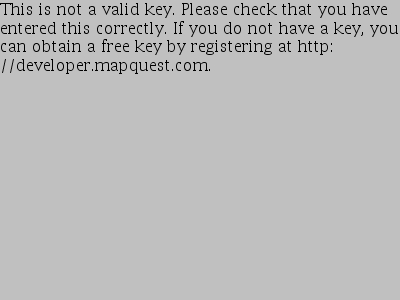 This is not a valid key. Please check that you have
entered this correctly. If you do not have a key, you
can obtain a free key by registering at http:
//developer.mapquest.com.